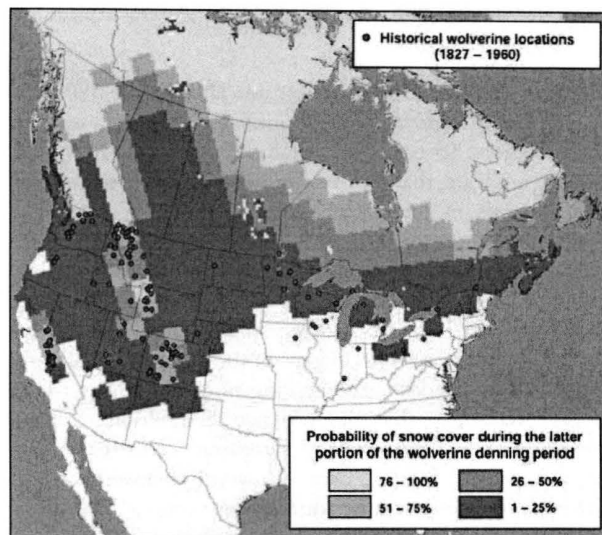 Historical wolverine locations
(1827 – 1960)
Probability of snow cover during the latter
portion of the wolverine denning period
76 – 100%
26 – 50%
51 – 75%
1 – 25%